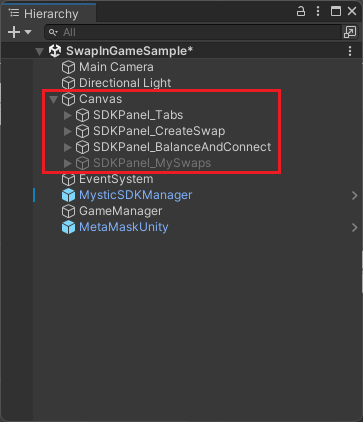 Hierarchy
All
SwapInGameSample*
Main Camera
Directional Light
Canvas
SDKPanel_Tabs
SDKPanel_CreateSwap
SDKPanel_BalanceAndConnect
SDKPanel_MySwaps
EventSystem
MysticSDKManager
GameManager
MetaMaskUnity